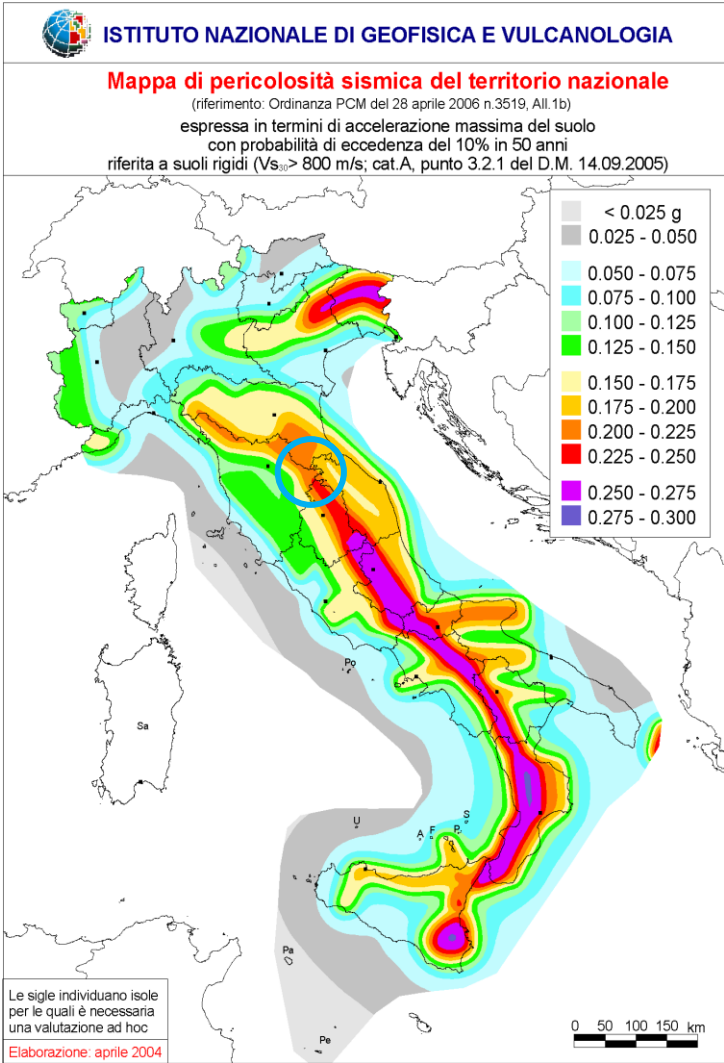 ISTITUTO NAZIONALE DI GEOFISICA E VULCANOLOGIA
Mappa di pericolosità sismica del territorio nazionale
(riferimento: Ordinanza PCM del 28 aprile 2006 n.3519, All.1b)
espressa in termini di accelerazione massima del suolo
con probabilità di eccedenza del 10% in 50 anni
riferita a suoli rigidi (Vs₃₀> 800 m/s; cat.A, punto 3.2.1 del D.M. 14.09.2005)
< 0.025 g
0.025 - 0.050
0.050 - 0.075
0.075 - 0.100
0.100 - 0.125
0.125 - 0.150
0.150 - 0.175
0.175 - 0.200
0.200 - 0.225
0.225 - 0.250
0.250 - 0.275
0.275 - 0.300
Po
Sa
U
A
F
P.
S
Pa
Pe
Le sigle individuano isole
per le quali è necessaria
una valutazione ad hoc
Elaborazione: aprile 2004
0 50 100 150 km